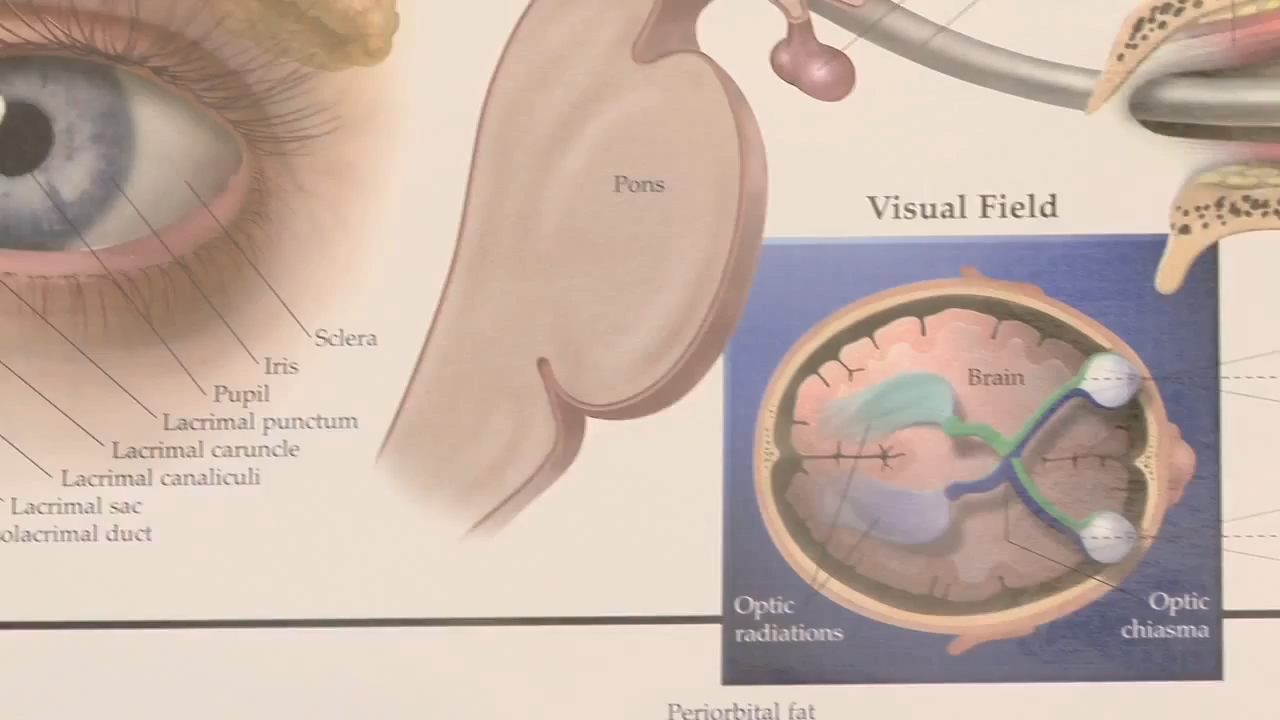 Pons
Visual Field
Sclera
Iris
Pupil
Lacrimal punctum
Lacrimal caruncle
Lacrimal canaliculi
Lacrimal sac
olacrimal duct
Brain
Optic
radiations
Optic
chiasma
Periorbital fat